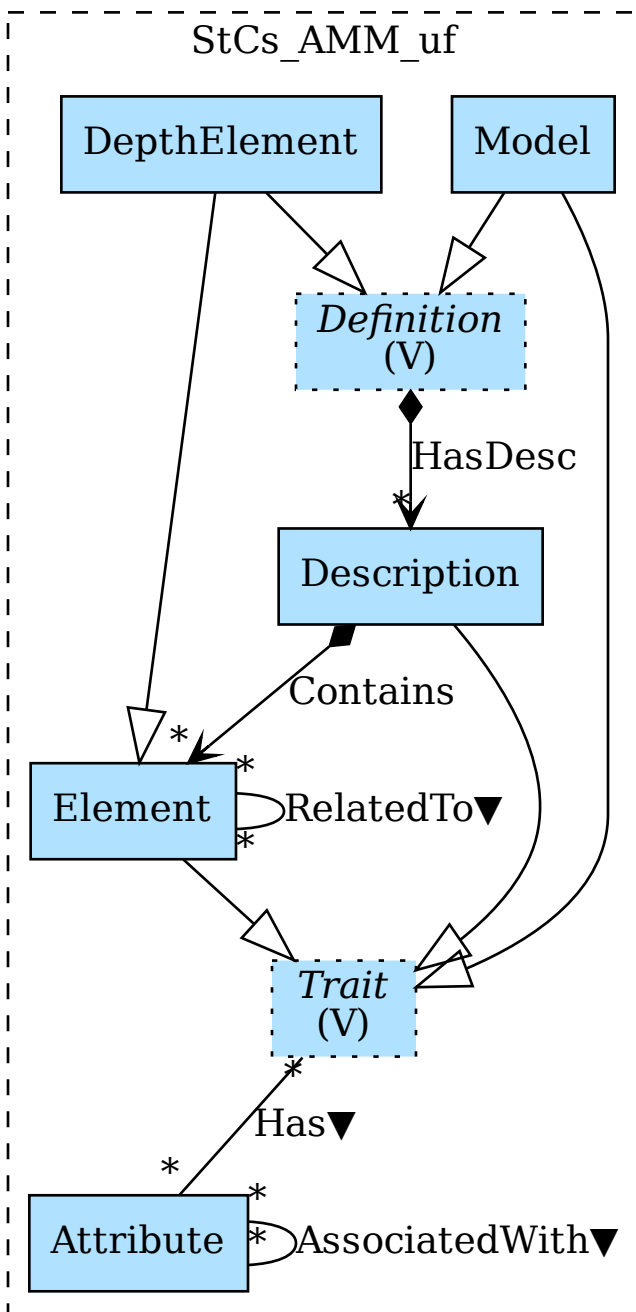 StCs_AMM_uf
DepthElement
Model
Definition
(V)
HasDesc
*
Description
Contains
*
*
Element
RelatedTo▼
*
Trait
(V)
*
Has▼
*
*
Attribute
*
AssociatedWith▼